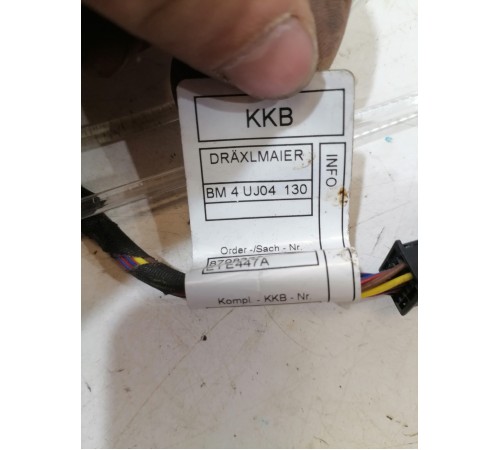 KKB
DRÄXLMAIER
INFO
BM 4 UJ04 130
Order -/Sach - Nr.
Kompl. - KKB - Nr